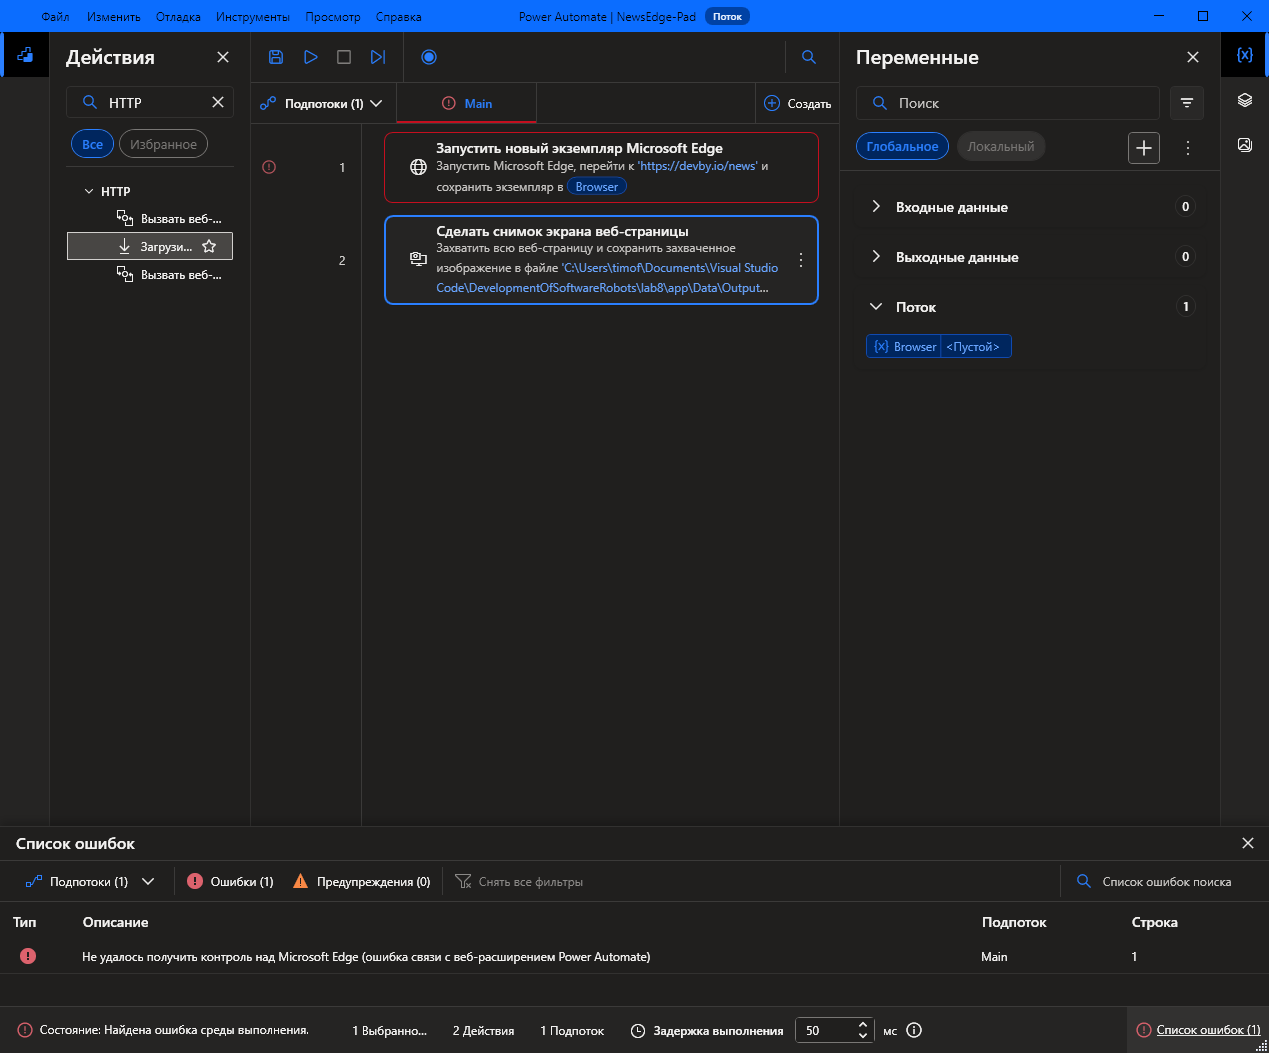 Файл Изменить Отладка Инструменты Просмотр Справка Power Automate | NewsEdge-Pad Поток
Действия
HTTP
Все Избранное
HTTP
Вызвать веб-...
Загрузи...
Вызвать веб-...
Подпотоки (1) Main Создать
1
Запустить новый экземпляр Microsoft Edge
Запустить Microsoft Edge, перейти к 'https://devby.io/news' и
сохранить экземпляр в Browser
2
Сделать снимок экрана веб-страницы
Захватить всю веб-страницу и сохранить захваченное
изображение в файле 'C:\Users\timof\Documents\Visual Studio
Code\DevelopmentOfSoftwareRobots\lab8\app\Data\Output...
Переменные
{x}
Поиск
Глобальное Локальный
Входные данные 0
Выходные данные 0
Поток 1
{x} Browser <Пустой>
Список ошибок
Подпотоки (1) Ошибки (1) Предупреждения (0) Снять все фильтры Список ошибок поиска
Тип Описание Подпоток Строка
Не удалось получить контроль над Microsoft Edge (ошибка связи с веб-расширением Power Automate) Main 1
Состояние: Найдена ошибка среды выполнения. 1 Выбранно... 2 Действия 1 Подпоток Задержка выполнения 50 мс Список ошибок (1)